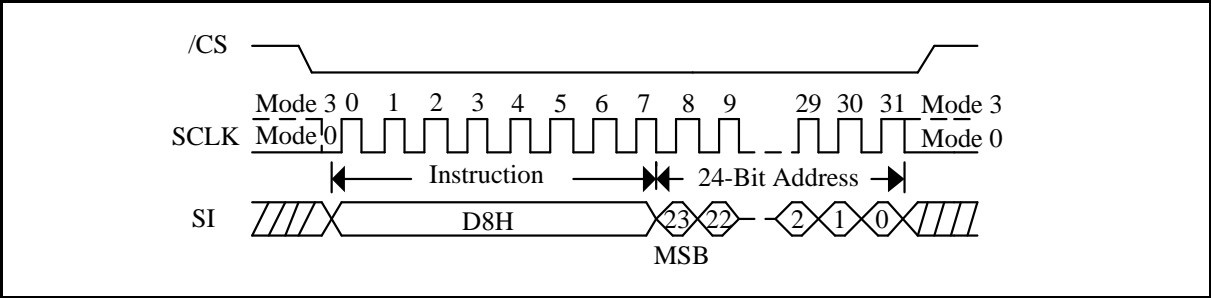 /CS
Mode 3 0 1 2 3 4 5 6 7 8 9 29 30 31 Mode 3
SCLK Mode 0 Mode 0
Instruction 24-Bit Address
SI D8H 23 22 2 1 0
MSB